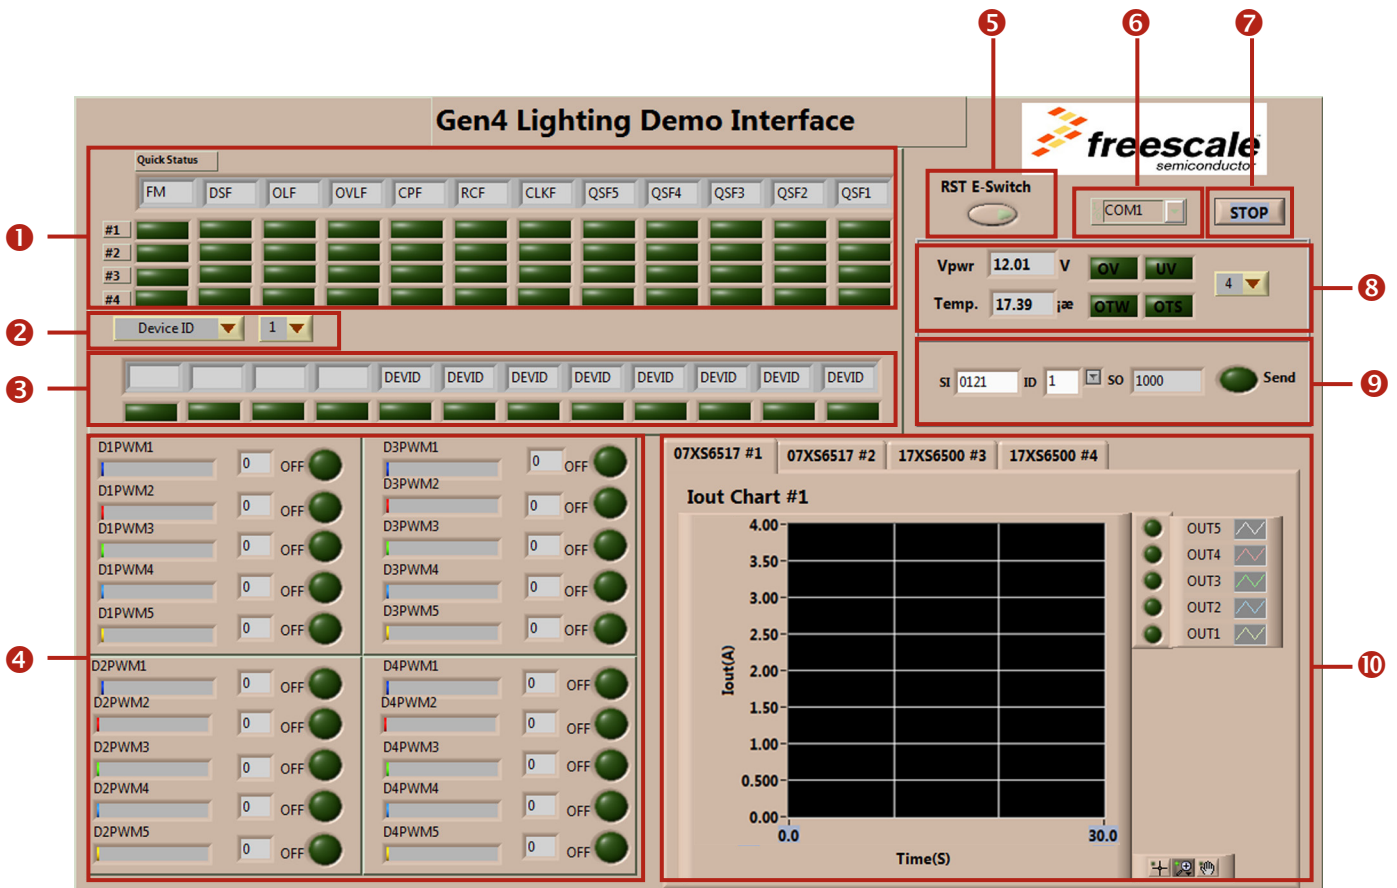 5 6 7
Gen4 Lighting Demo Interface
freescale
semiconductor
Quick Status
FM DSF OLF OVLF CPF RCF CLKF QSF5 QSF4 QSF3 QSF2 QSF1
#1
#2
#3
#4
1
RST E-Switch
COM1
STOP
Vpwr 12.01 V OV UV
4
Temp. 17.39 ¡æ OTW OTS
8
2
Device ID 1
3
DEVID DEVID DEVID DEVID DEVID DEVID DEVID DEVID
SI 0121 ID 1 SO 1000 Send
9
4
D1PWM1 0 OFF
D1PWM2 0 OFF
D1PWM3 0 OFF
D1PWM4 0 OFF
D1PWM5 0 OFF
D3PWM1 0 OFF
D3PWM2 0 OFF
D3PWM3 0 OFF
D3PWM4 0 OFF
D3PWM5 0 OFF
D2PWM1 0 OFF
D2PWM2 0 OFF
D2PWM3 0 OFF
D2PWM4 0 OFF
D2PWM5 0 OFF
D4PWM1 0 OFF
D4PWM2 0 OFF
D4PWM3 0 OFF
D4PWM4 0 OFF
D4PWM5 0 OFF
07XS6517 #1 07XS6517 #2 17XS6500 #3 17XS6500 #4
Iout Chart #1
4.00
3.50
3.00
2.50
2.00
1.50
1.00
0.500
0.00
Iout(A)
0.0 30.0
Time(S)
OUT5
OUT4
OUT3
OUT2
OUT1
10